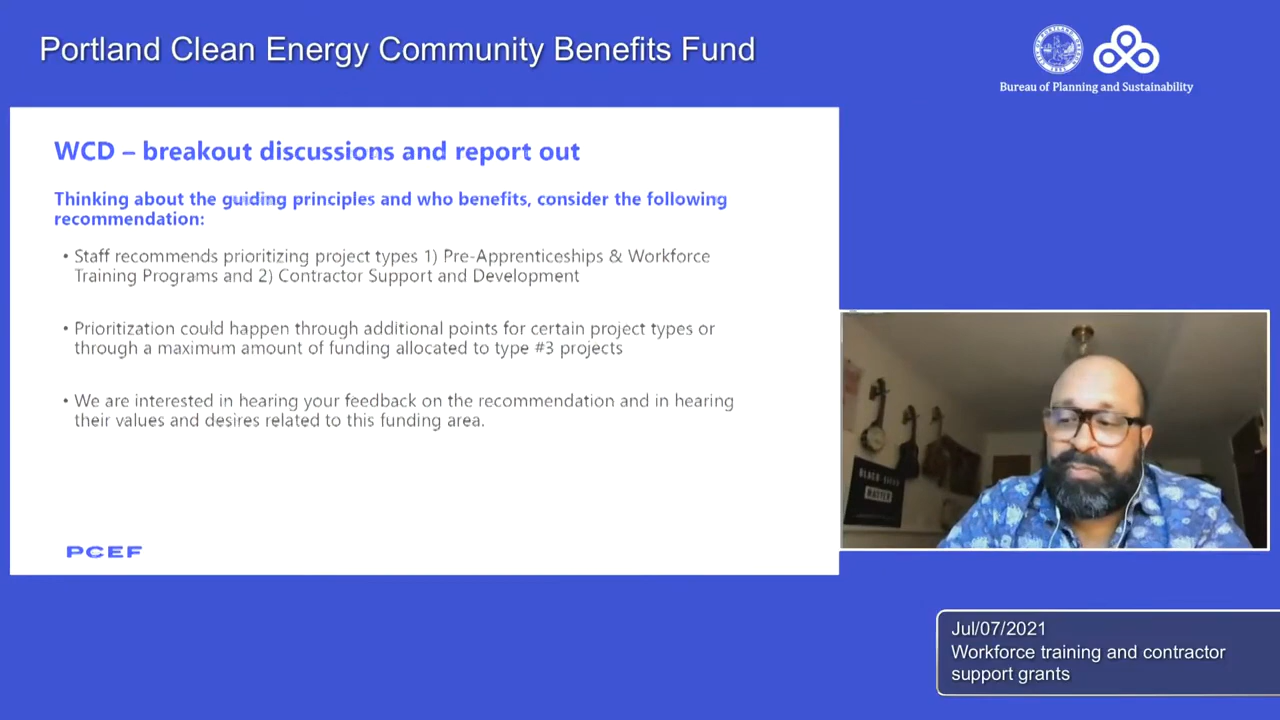 Portland Clean Energy Community Benefits Fund
Bureau of Planning and Sustainability
WCD – breakout discussions and report out
Thinking about the guiding principles and who benefits, consider the following
recommendation:
• Staff recommends prioritizing project types 1) Pre-Apprenticeships & Workforce
Training Programs and 2) Contractor Support and Development
• Prioritization could happen through additional points for certain project types or
through a maximum amount of funding allocated to type #3 projects
• We are interested in hearing your feedback on the recommendation and in hearing
their values and desires related to this funding area.
PCEF
BLACK
MATTER
Jul/07/2021
Workforce training and contractor
support grants